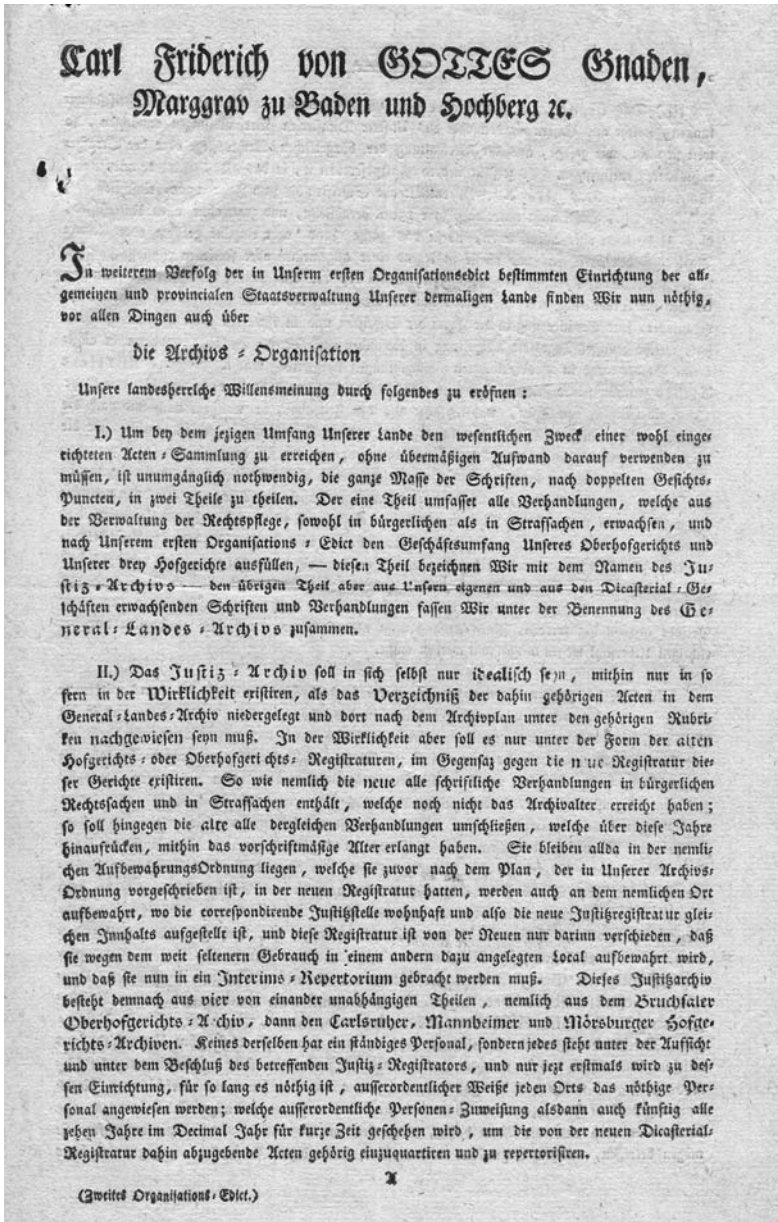 Carl Friderich von GOTTES Gnaden,
Marggrav zu Baden und Hochberg ꝛc.
In weiterem Verfolg der in Unserm ersten Organisationsedict bestimmten Einrichtung der all-
gemeinen und provincialen Staatsverwaltung Unserer dermaligen Lande finden Wir nun nöthig,
vor allen Dingen auch über
die Archivs - Organisation
Unsere landesherrlche Willensmeinung durch folgendes zu eröfnen :
I.) Um bey dem jezigen Umfang Unserer Lande den wesentlichen Zweck einer wohl einge-
richteten Acten - Sammlung zu erreichen, ohne übermäßigen Aufwand darauf verwenden zu
müssen, ist unumgänglich nothwendig, die ganze Masse der Schriften, nach doppelten Gesichts-
Puncten, in zwei Theile zu theilen. Der eine Theil umfasset alle Verhandlungen, welche aus
der Verwaltung der Rechtspflege, sowohl in bürgerlichen als in Strafsachen, erwachsen, und
nach Unserem ersten Organisations - Edict den Geschäftsumfang Unseres Oberhofgerichts und
Unserer drey Hofgerichte ausfüllen, — diesen Theil bezeichnen Wir mit dem Namen des Ju-
stiz - Archivs — den übrigen Theil aber aus Unsern eigenen und aus den Dicasterial - Ge-
schäften erwachsenden Schriften und Verhandlungen fassen Wir unter der Benennung des Ge-
neral - Landes - Archivs zusammen.
II.) Das Justiz - Archiv soll in sich selbst nur idealisch seyn, mithin nur in so
fern in der Wirklichkeit existiren, als das Verzeichniß der dahin gehörigen Acten in dem
General-Landes-Archiv niedergelegt und dort nach dem Archivplan unter den gehörigen Rubri-
ken nachgewiesen seyn muß. In der Wirklichkeit aber soll es nur unter der Form der alten
Hofgerichts- oder Oberhofgerichts- Registraturen, im Gegensaz gegen die neue Registratur die-
ser Gerichte existiren. So wie nemlich die neue alle schriftliche Verhandlungen in bürgerlichen
Rechtssachen und in Strafsachen enthält, welche noch nicht das Archivalter erreicht haben;
so soll hingegen die alte alle dergleichen Verhandlungen umschließen, welche über diese Jahre
hinausrücken, mithin das vorschriftmäsige Alter erlangt haben. Sie bleiben allda in der nemli-
chen AufbewahrungsOrdnung liegen, welche sie zuvor nach dem Plan, der in Unserer Archivs-
Ordnung vorgeschrieben ist, in der neuen Registratur hatten, werden auch an dem nemlichen Ort
aufbewahrt, wo die correspondirende Justitzstelle wohnhaft und also die neue Justitzregistratur glei-
chen Innhalts aufgestellt ist, und diese Registratur ist von der Neuen nur darinn verschieden, daß
sie wegen dem weit seltenern Gebrauch in einem andern dazu angelegten Local aufbewahrt wird,
und daß sie nun in ein Interims - Repertorium gebracht werden muß. Dieses Justitzarchiv
besteht demnach aus vier von einander unabhängigen Theilen, nemlich aus dem Bruchsaler
Oberhofgerichts - Archiv, dann den Carlsruher, Mannheimer und Mörsburger Hofge-
richts-Archiven. Keines derselben hat ein ständiges Personal, sondern jedes steht unter der Aufsicht
und unter dem Beschluß des betreffenden Justiz - Registrators, und nur jezt erstmals wird zu des-
sen Einrichtung, für so lang es nöthig ist, ausserordentlicher Weiße jeden Orts das nöthige Per-
sonal angewiesen werden; welche ausserordentliche Personen- Zuweisung alsdann auch künftig alle
zehen Jahre im Decimal Jahr für kurze Zeit geschehen wird, um die von der neuen Dicasterial-
Registratur dahin abzugebende Acten gehörig einzuquartiren und zu repertorisiren.
A
(Zweites Organisations-Edict.)